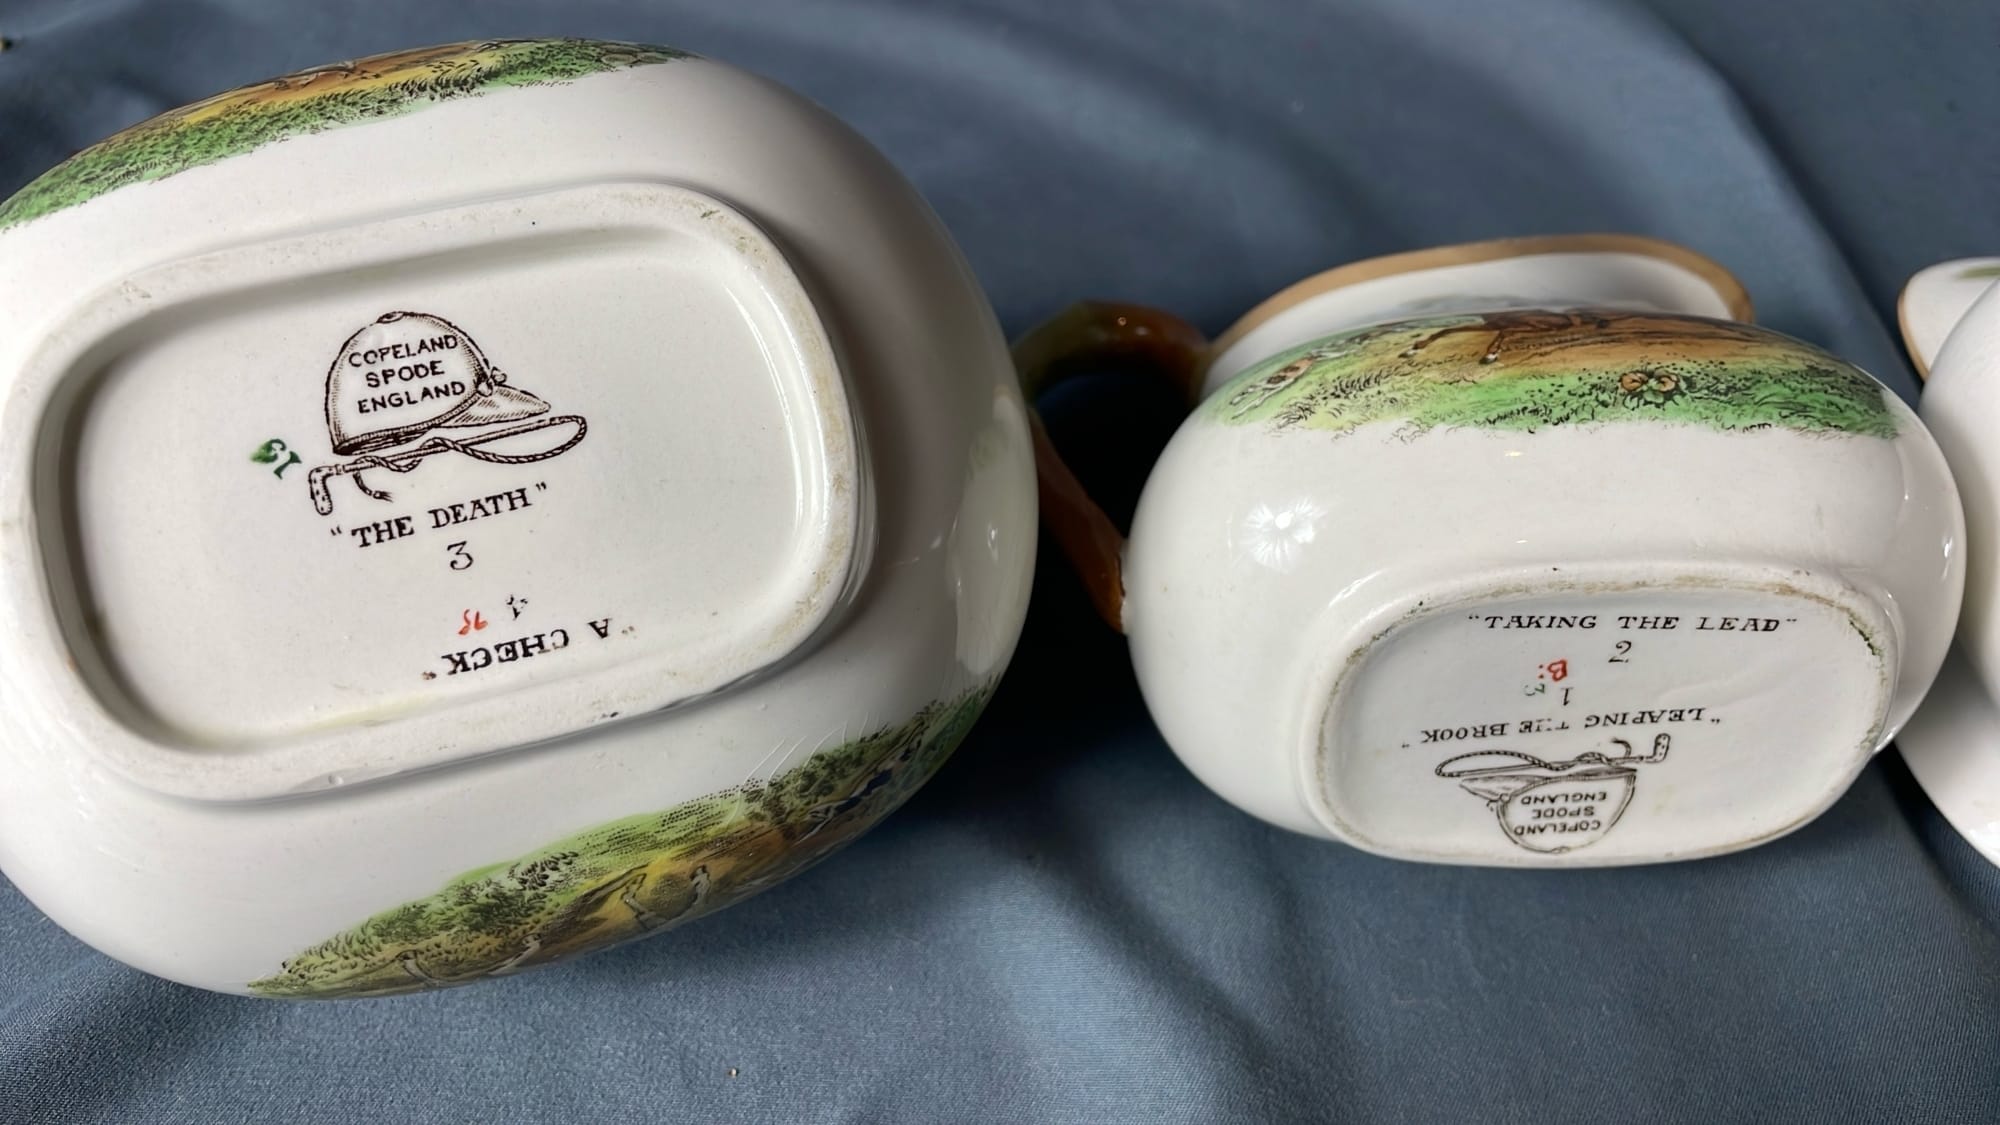 COPELAND
SPODE
ENGLAND
"THE DEATH"
3
4
"A CHECK"
"TAKING THE LEAD"
2
B:
3
1
"LEAPING THE BROOK"
COPELAND
SPODE
ENGLAND